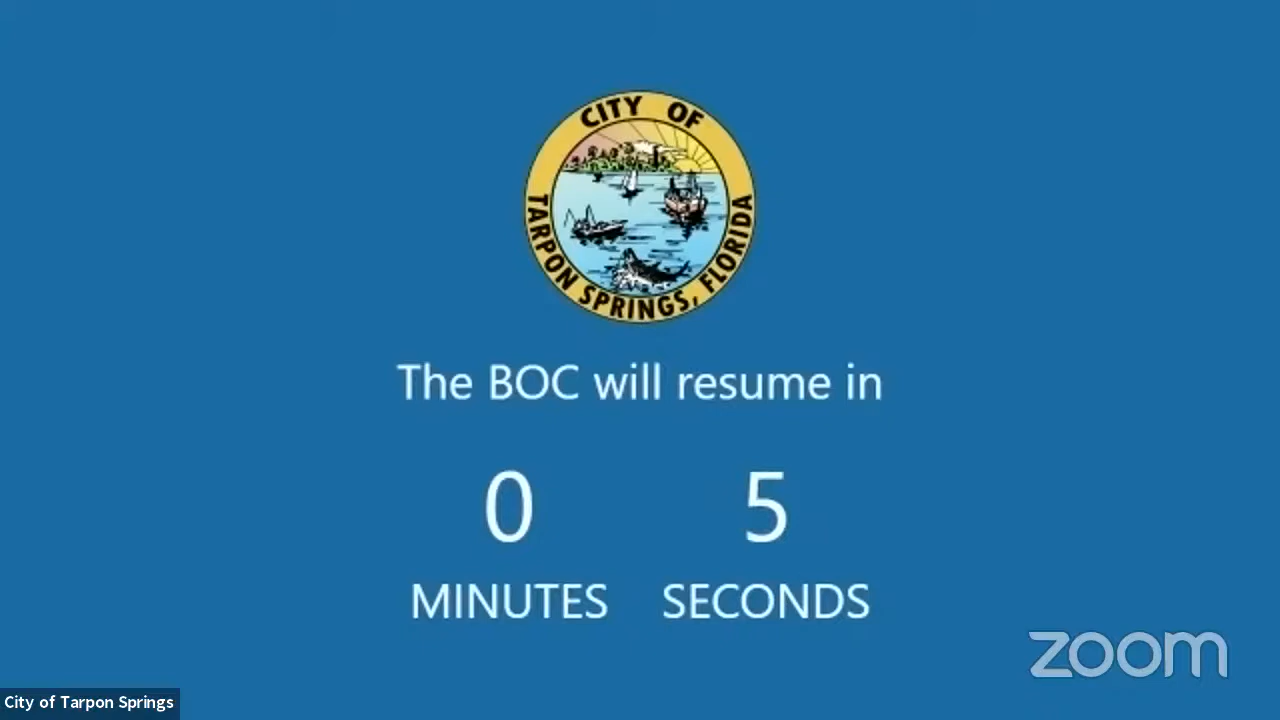 CITY OF
TARPON SPRINGS, FLORIDA
The BOC will resume in
0 5
MINUTES SECONDS
zoom
City of Tarpon Springs